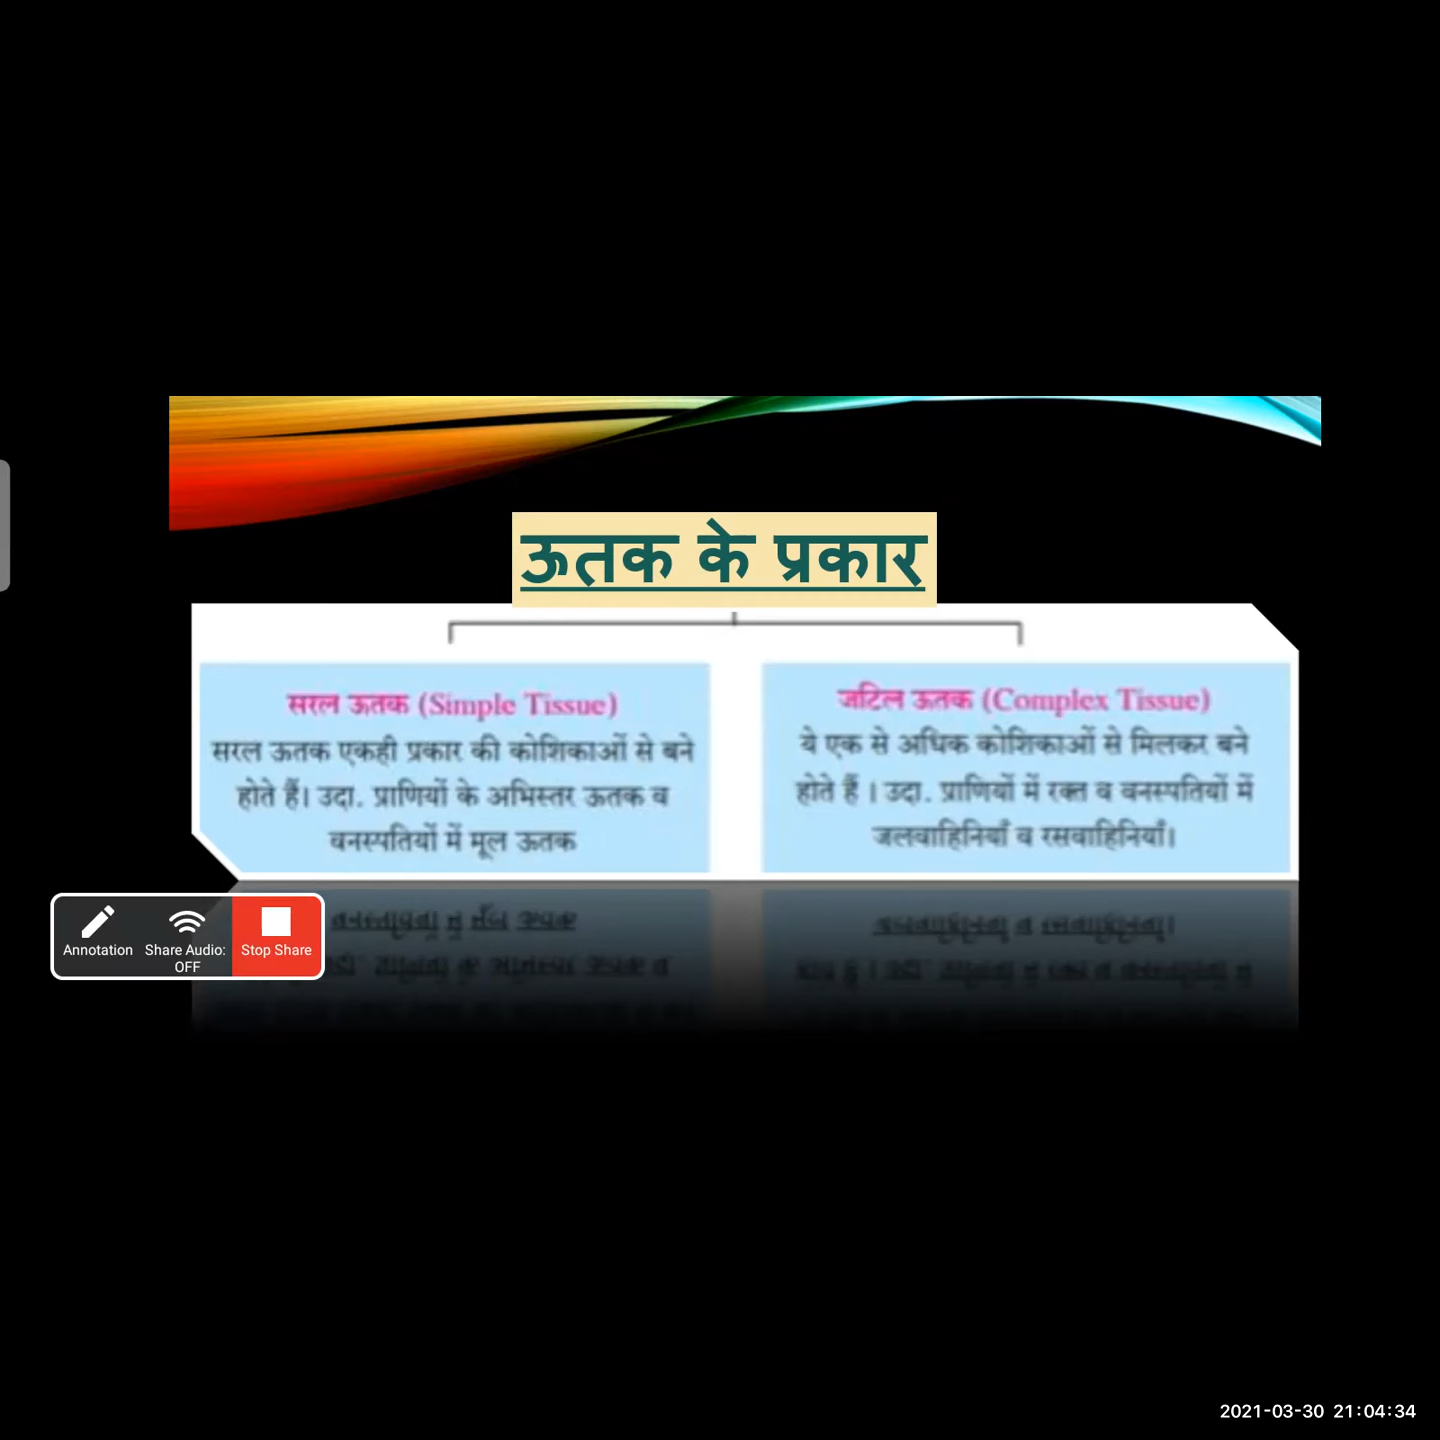 ऊतक के प्रकार
सरल ऊतक (Simple Tissue)
सरल ऊतक एकही प्रकार की कोशिकाओं से बने
होते हैं। उदा. प्राणियों के अभिस्तर ऊतक व
वनस्पतियों में मूल ऊतक
जटिल ऊतक (Complex Tissue)
ये एक से अधिक कोशिकाओं से मिलकर बने
होते हैं । उदा. प्राणियों में रक्त व वनस्पतियों में
जलवाहिनियाँ व रसवाहिनियाँ।
Annotation
Share Audio:
OFF
Stop Share
2021-03-30 21:04:34